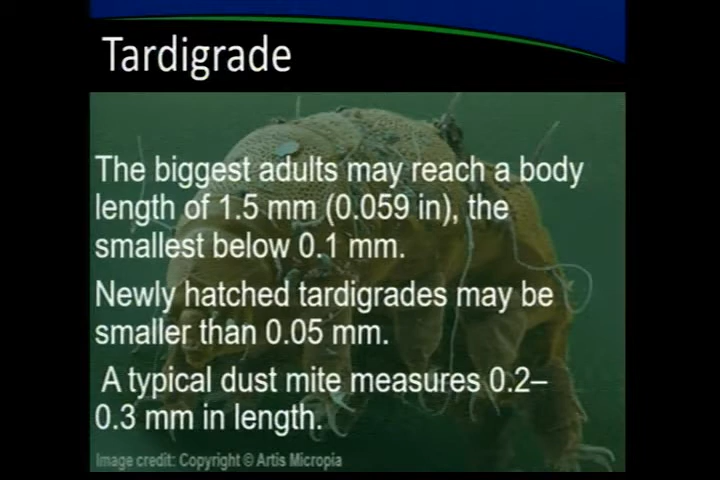 Tardigrade
The biggest adults may reach a body
length of 1.5 mm (0.059 in), the
smallest below 0.1 mm.
Newly hatched tardigrades may be
smaller than 0.05 mm.
A typical dust mite measures 0.2–
0.3 mm in length.
Image credit: Copyright © Artis Micropia